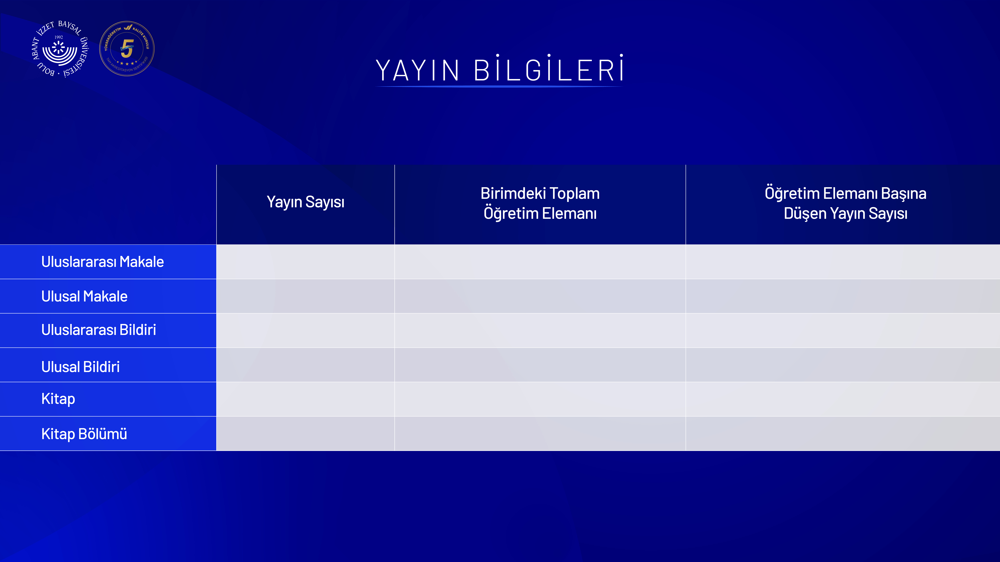 BOLU ABANT İZZET BAYSAL ÜNİVERSİTESİ
1992
YÜKSEKÖĞRETİM KALİTE KURULU
5
TAM AKREDİTASYON SERTİFİKASI
YAYIN BİLGİLERİ
Yayın Sayısı
Birimdeki Toplam
Öğretim Elemanı
Öğretim Elemanı Başına
Düşen Yayın Sayısı
Uluslararası Makale
Ulusal Makale
Uluslararası Bildiri
Ulusal Bildiri
Kitap
Kitap Bölümü